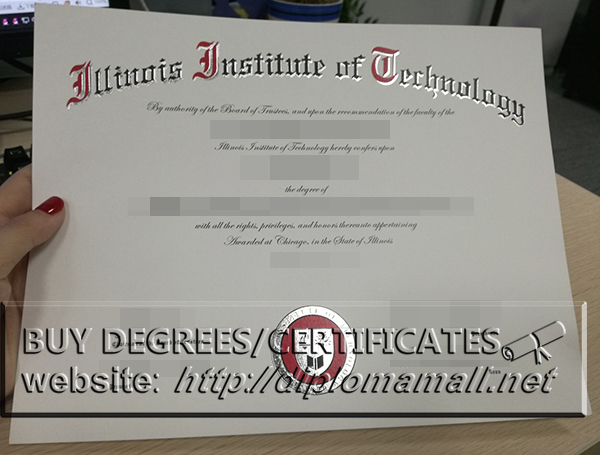 Illinois Institute of Technology
By authority of the Board of Trustees, and upon the recommendation of the faculty of the
Illinois Institute of Technology hereby confers upon
the degree of
with all the rights, privileges, and honors thereunto appertaining
Awarded at Chicago, in the State of Illinois
BUY DEGREES/CERTIFICATES
website: http://diplomamall.net